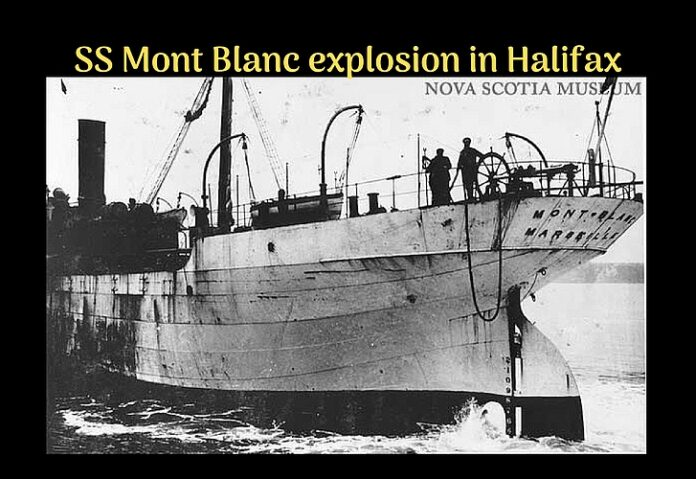 SS Mont Blanc explosion in Halifax
NOVA SCOTIA MUSEUM
MONT-BLANC
MARSEILLE